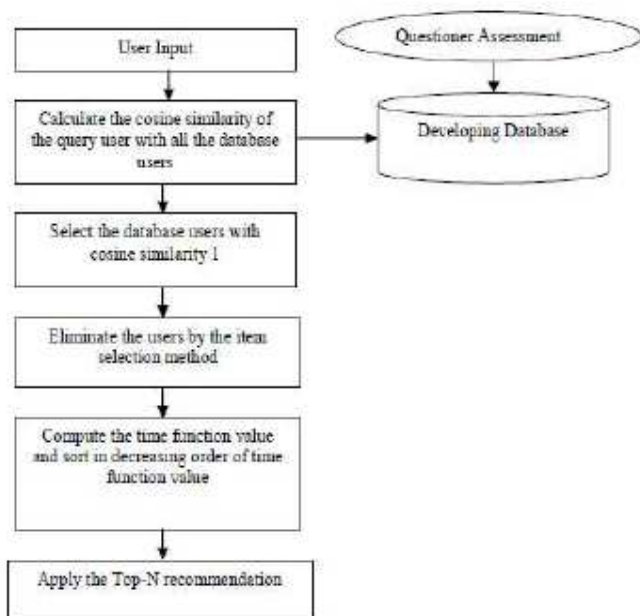 User Input
Questioner Assessment
Calculate the cosine similarity of
the query user with all the database
users
Developing Database
Select the database users with
cosine similarity 1
Eliminate the users by the item
selection method
Compute the time function value
and sort in decreasing order of time
function value
Apply the Top-N recommendation